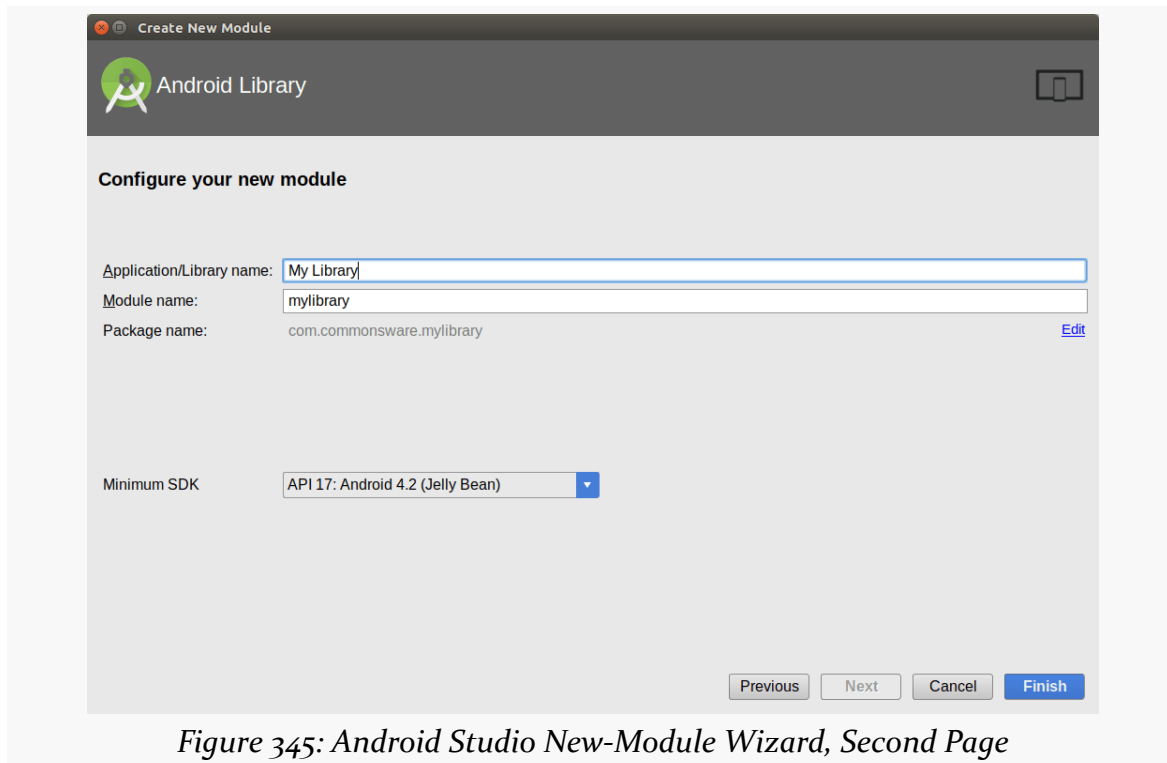 Create New Module
Android Library
Configure your new module
Application/Library name: My Library
Module name: mylibrary
Package name: com.commonsware.mylibrary Edit
Minimum SDK API 17: Android 4.2 (Jelly Bean)
Previous Next Cancel Finish
Figure 345: Android Studio New-Module Wizard, Second Page